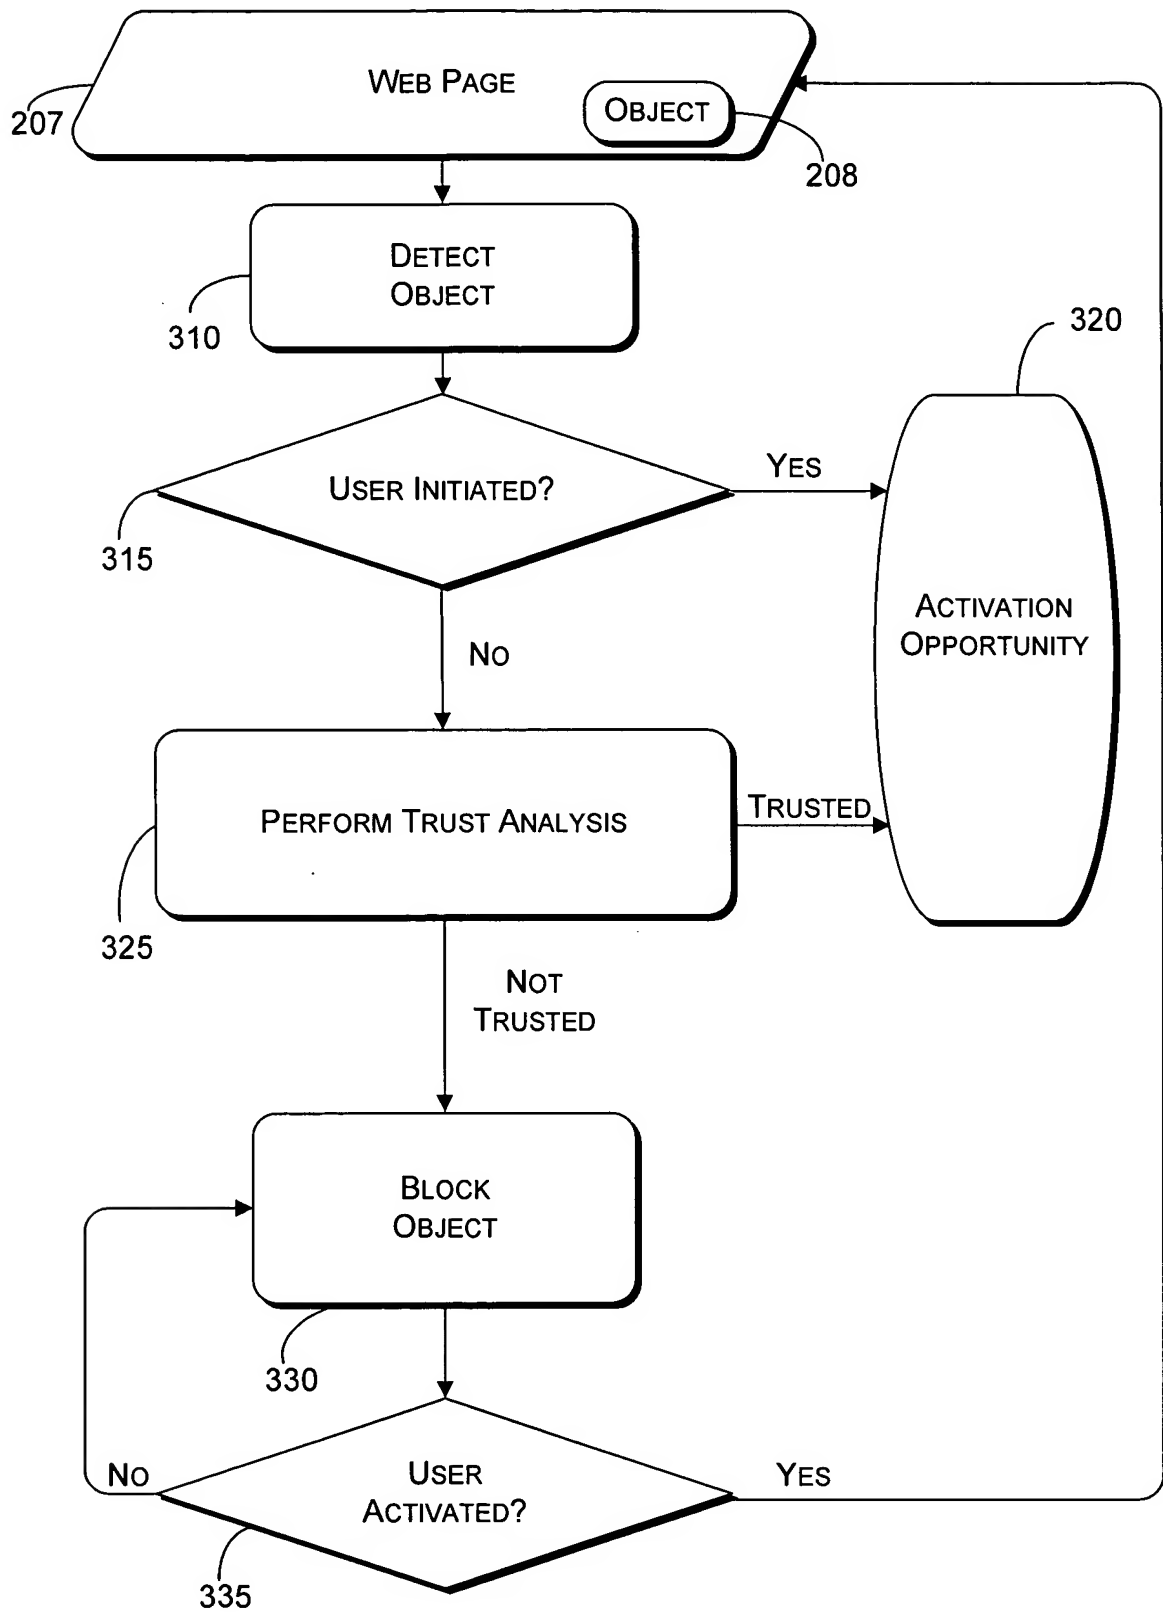 WEB PAGE
OBJECT
207
208
DETECT
OBJECT
310
320
USER INITIATED?
YES
315
ACTIVATION
OPPORTUNITY
NO
PERFORM TRUST ANALYSIS
TRUSTED
325
NOT
TRUSTED
BLOCK
OBJECT
330
NO
USER
ACTIVATED?
YES
335